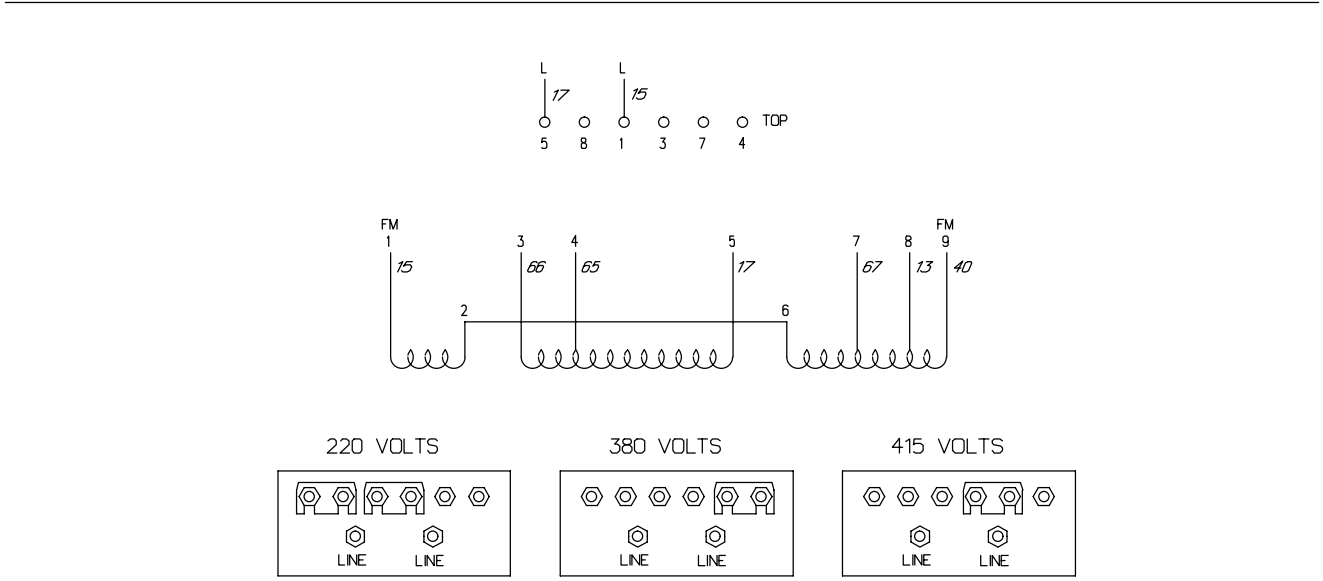 L L
17 15
TOP
5 8 1 3 7 4
FM FM
1 3 4 5 7 8 9
15 66 65 17 67 13 40
2 6
220 VOLTS 380 VOLTS 415 VOLTS
LINE LINE LINE LINE LINE LINE